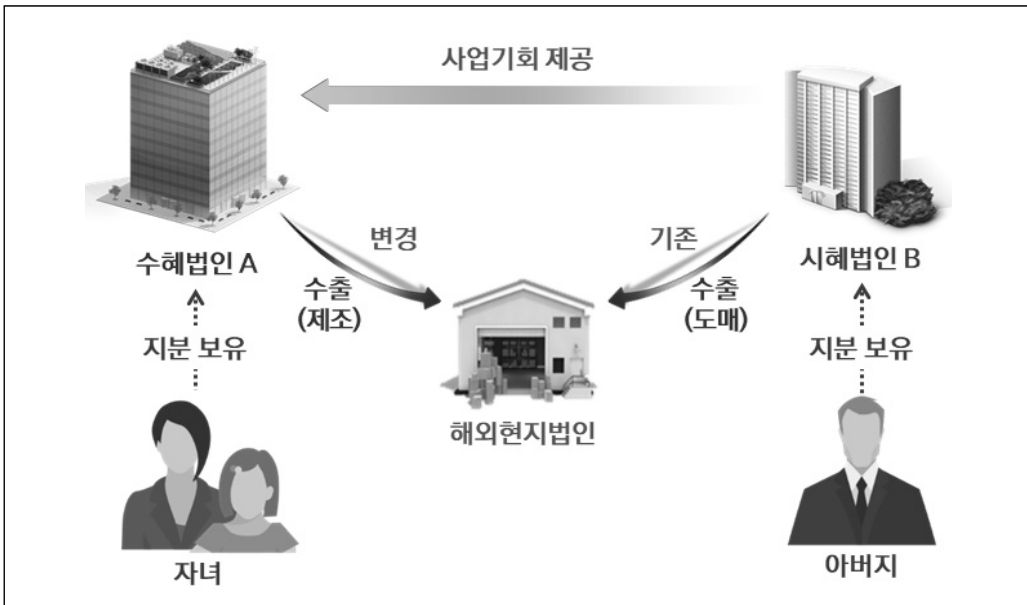 사업기회 제공
수혜법인 A
시혜법인 B
변경
기존
수출
(제조)
수출
(도매)
지분 보유
지분 보유
해외현지법인
자녀
아버지